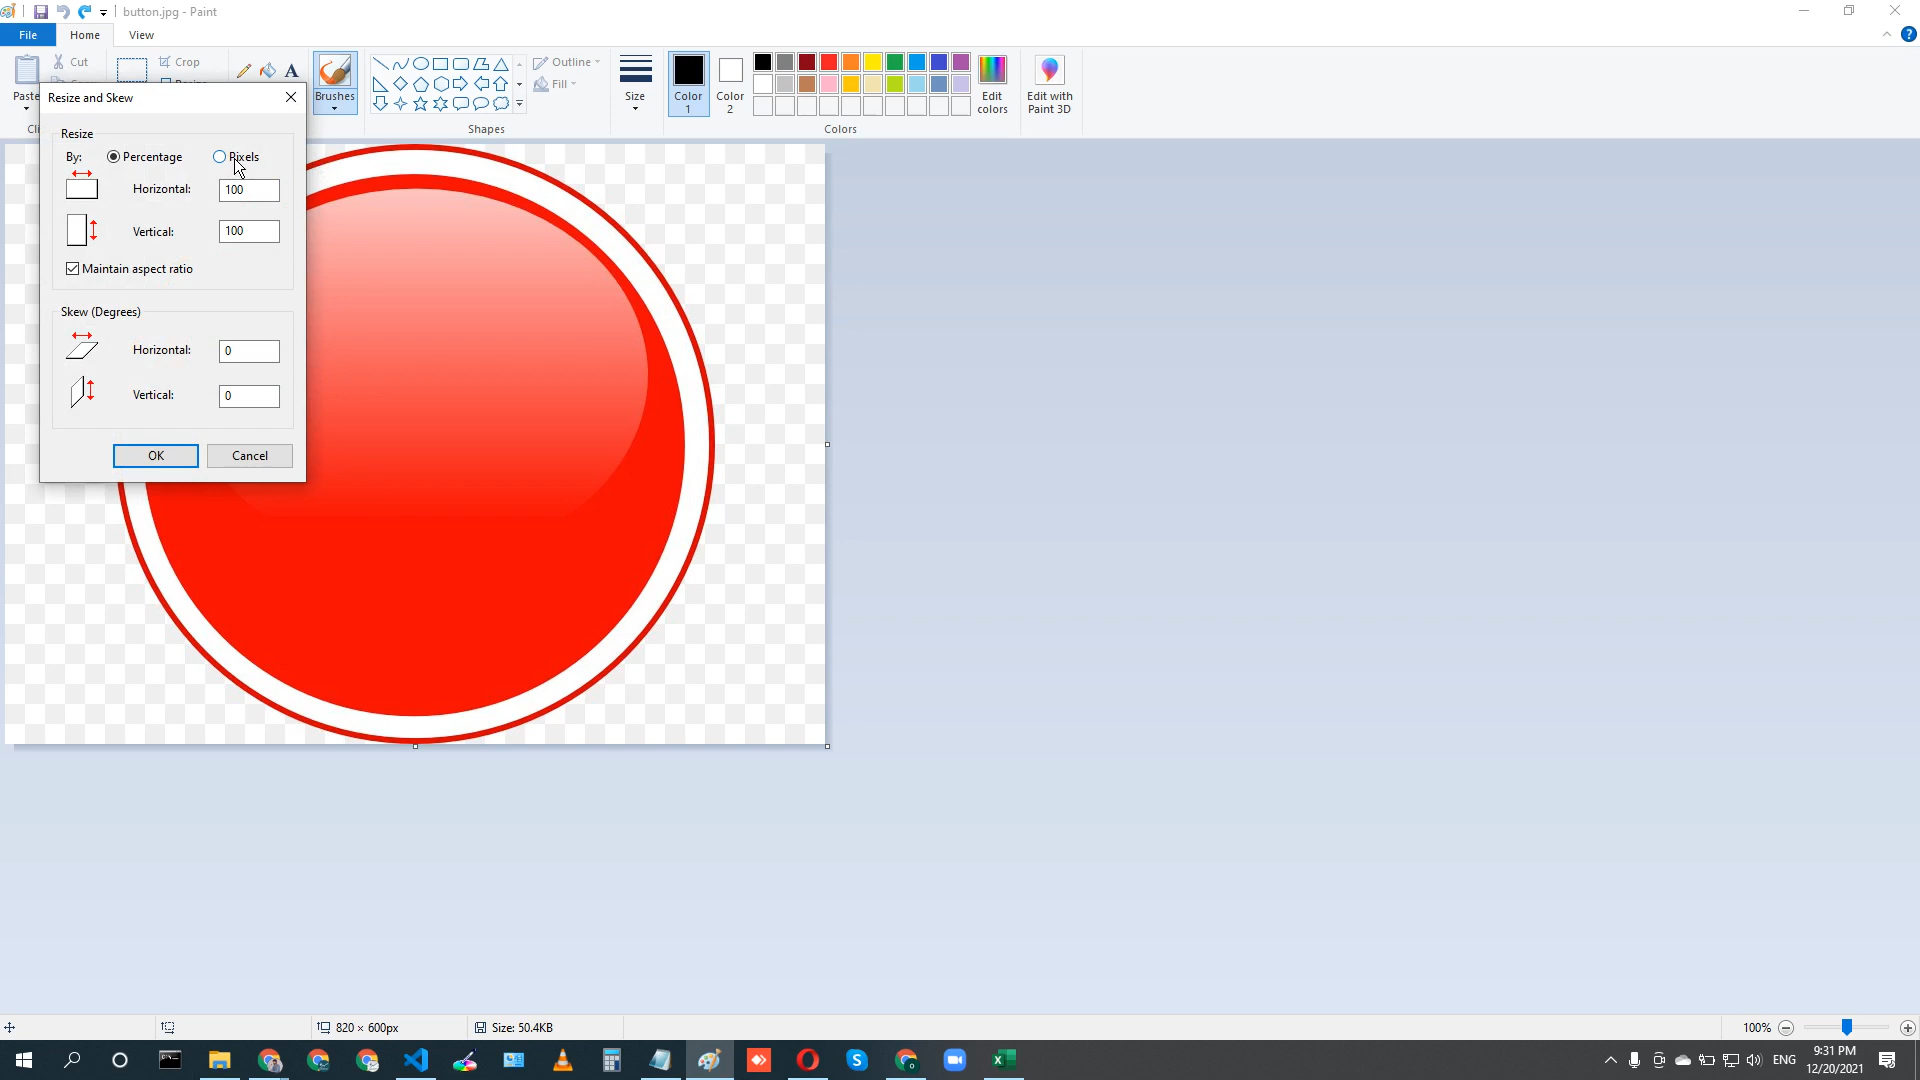 button.jpg - Paint
File
Home
View
Cut
Crop
Paste
Brushes
Outline
Fill
Shapes
Size
Color
1
Color
2
Edit
colors
Edit with
Paint 3D
Colors
Resize and Skew
Resize
By:
Percentage
Pixels
Horizontal:
100
Vertical:
100
Maintain aspect ratio
Skew (Degrees)
Horizontal:
0
Vertical:
0
OK
Cancel
820 × 600px
Size: 50.4KB
100%
ENG
9:31 PM
12/20/2021